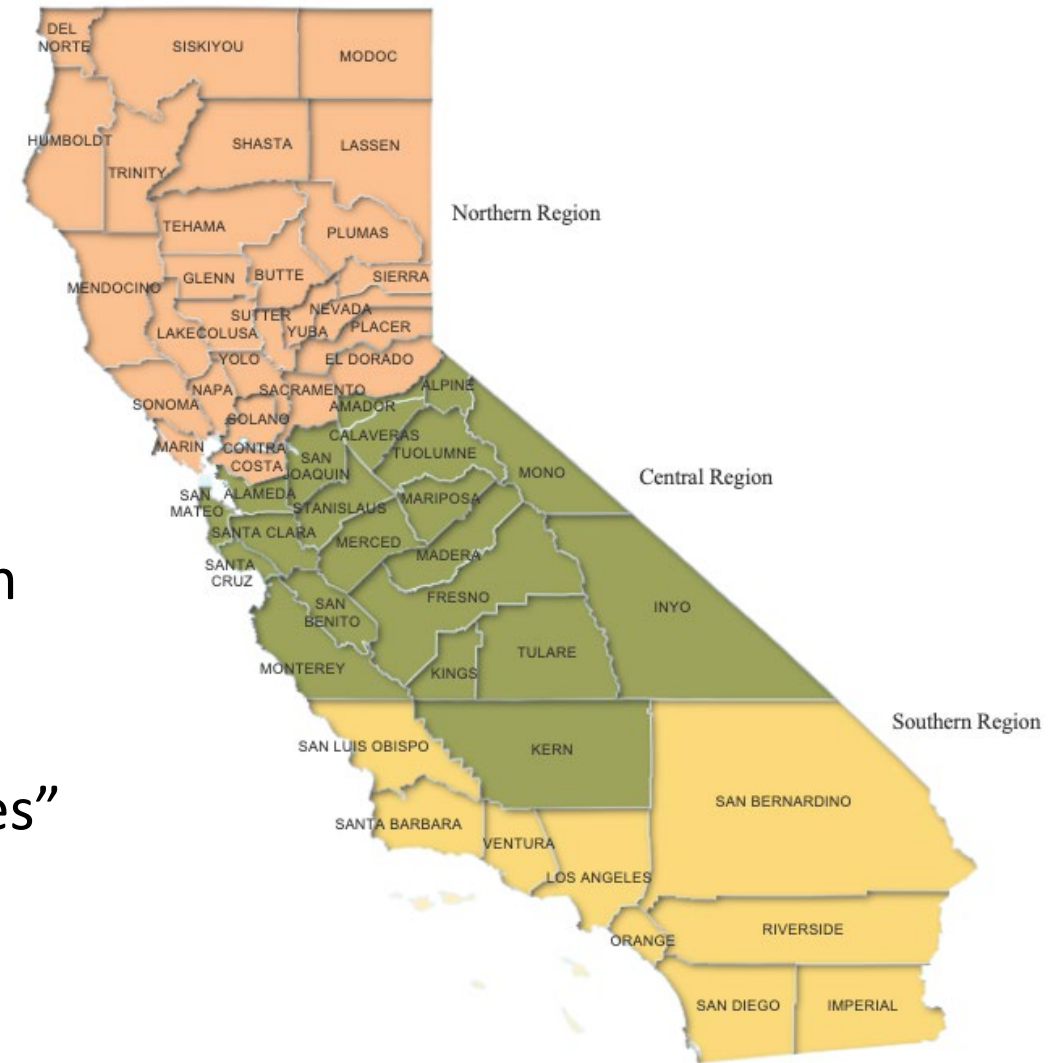 DEL
NORTE
SISKIYOU
MODOC
HUMBOLDT
TRINITY
SHASTA
LASSEN
Northern Region
TEHAMA
PLUMAS
MENDOCINO
GLENN
BUTTE
SIERRA
NEVADA
SUTTER
LAKE
COLUSA
YUBA
PLACER
YOLO
EL DORADO
NAPA
SACRAMENTO
ALPINE
SONOMA
AMADOR
SOLANO
CALAVERAS
MARIN
CONTRA
COSTA
SAN
JOAQUIN
TUOLUMNE
MONO
Central Region
SAN
MATEO
ALAMEDA
STANISLAUS
MARIPOSA
SANTA CLARA
MERCED
MADERA
SANTA
CRUZ
n
SAN
BENITO
FRESNO
INYO
MONTEREY
KINGS
TULARE
Southern Region
SAN LUIS OBISPO
KERN
es”
SAN BERNARDINO
SANTA BARBARA
VENTURA
LOS ANGELES
ORANGE
RIVERSIDE
SAN DIEGO
IMPERIAL